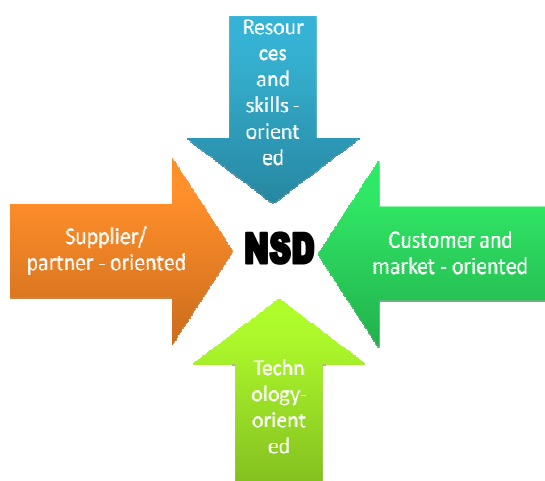 Resour
ces
and
skills -
orient
ed
Supplier/
partner - oriented
NSD
Customer and
market - oriented
Techn
ology-
orient
ed